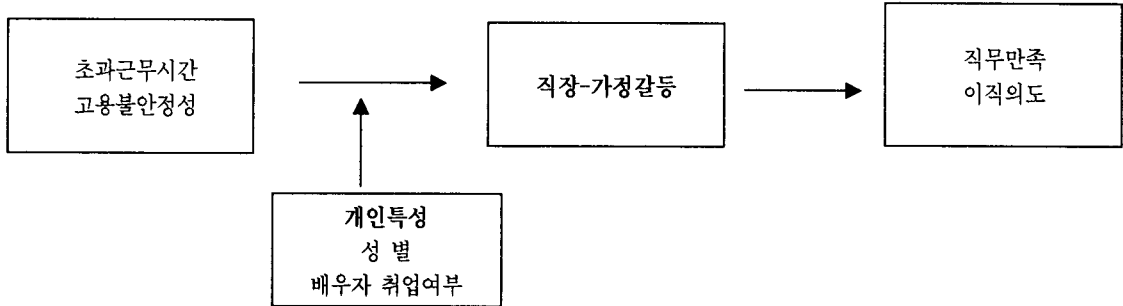 초과근무시간
고용불안정성
직장-가정갈등
직무만족
이직의도
개인특성
성 별
배우자 취업여부